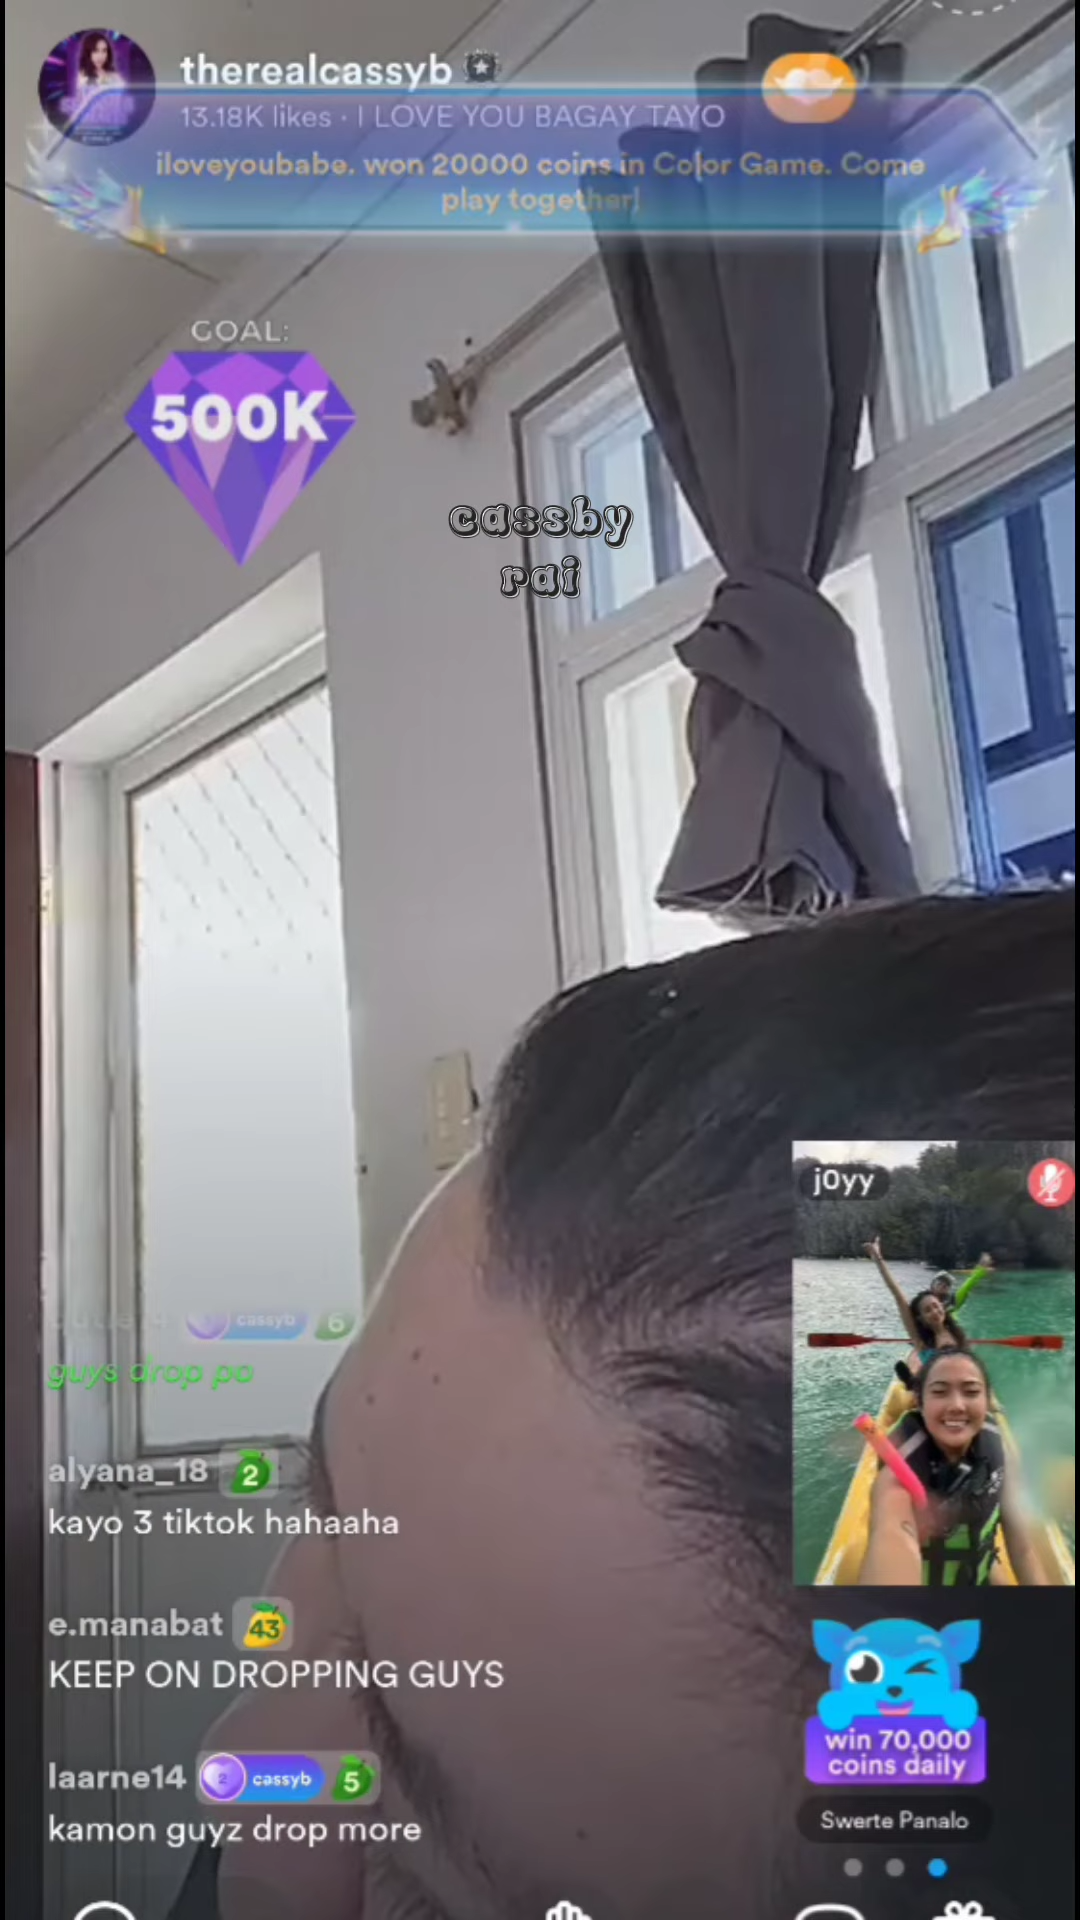 therealcassyb
13.18K likes · I LOVE YOU BAGAY TAYO
iloveyoubabe. won 20000 coins in Color Game. Come
play together!
GOAL:
500K
cassby
rai
j0yy
cassyb 6
guys drop po
alyana_18 2
kayo 3 tiktok hahaaha
e.manabat 43
KEEP ON DROPPING GUYS
laarne14 2 cassyb 5
kamon guyz drop more
win 70,000
coins daily
Swerte Panalo